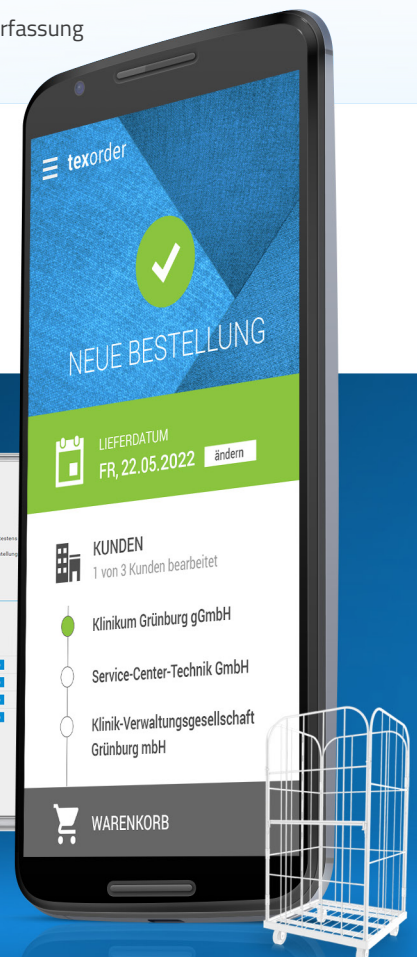 rfassung
texorder
NEUE BESTELLUNG
LIEFERDATUM
FR, 22.05.2022 ändern
KUNDEN
1 von 3 Kunden bearbeitet
Klinikum Grünburg gGmbH
Service-Center-Technik GmbH
Klinik-Verwaltungsgesellschaft
Grünburg mbH
WARENKORB